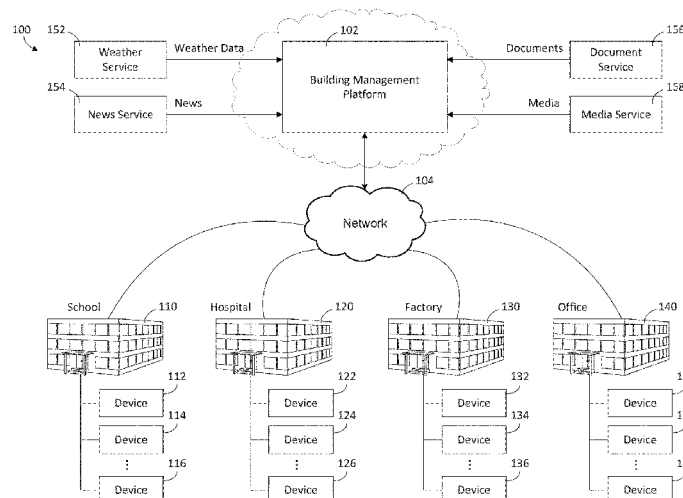 100
152
Weather Service
Weather Data
102
Building Management Platform
Documents
156
Document Service
154
News Service
News
Media
158
Media Service
104
Network
School
110
Hospital
120
Factory
130
Office
140
112
Device
122
Device
132
Device
Device
114
Device
124
Device
134
Device
Device
116
Device
126
Device
136
Device
Device